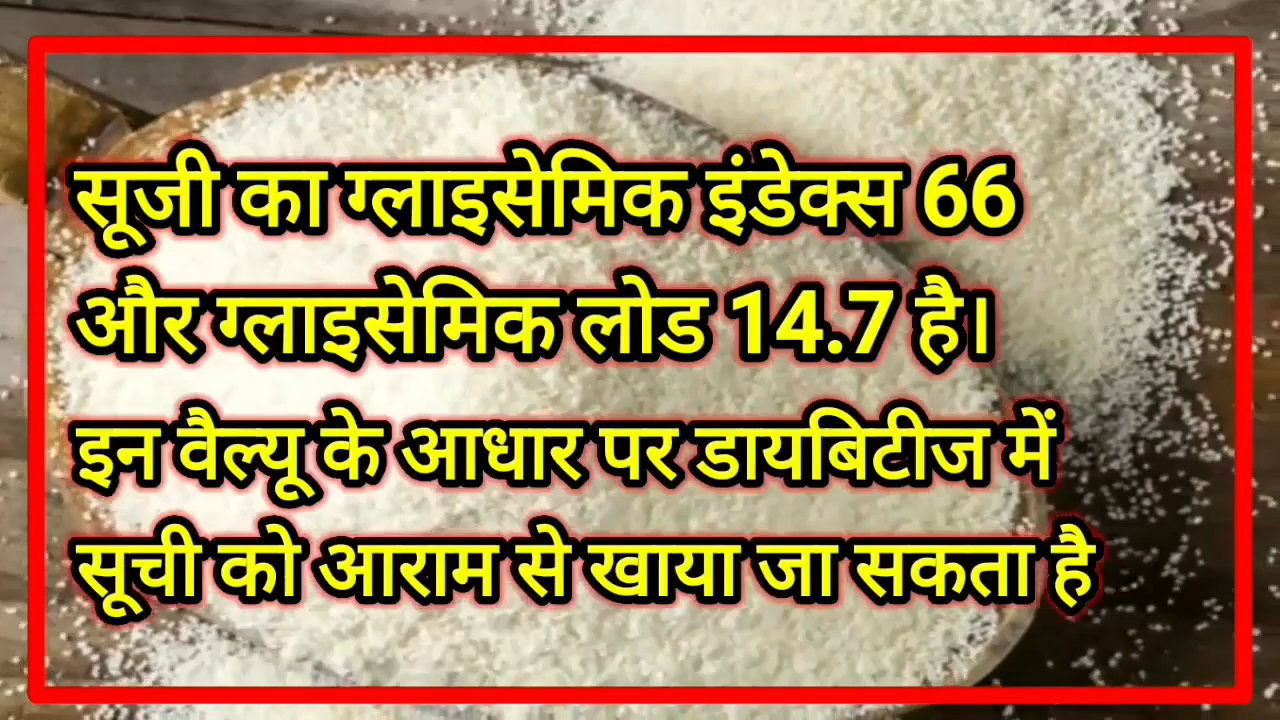 सूजी का ग्लाइसेमिक इंडेक्स 66
और ग्लाइसेमिक लोड 14.7 है।
इन वैल्यू के आधार पर डायबिटीज में
सूची को आराम से खाया जा सकता है